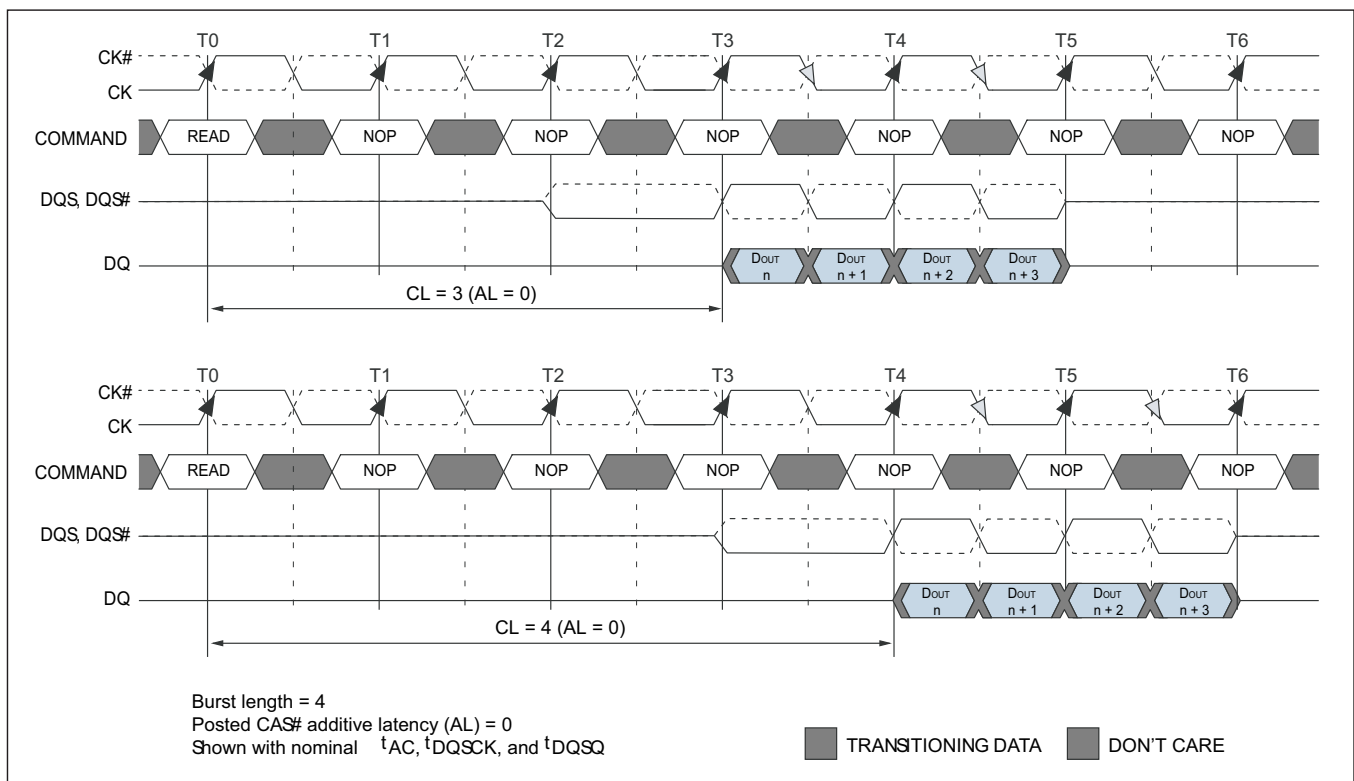 T0 T1 T2 T3 T4 T5 T6
CK#
CK
COMMAND READ NOP NOP NOP NOP NOP NOP
DQS, DQS#
DQ DOUT n DOUT n + 1 DOUT n + 2 DOUT n + 3
CL = 3 (AL = 0)
T0 T1 T2 T3 T4 T5 T6
CK#
CK
COMMAND READ NOP NOP NOP NOP NOP NOP
DQS, DQS#
DQ DOUT n DOUT n + 1 DOUT n + 2 DOUT n + 3
CL = 4 (AL = 0)
Burst length = 4
Posted CAS# additive latency (AL) = 0
Shown with nominal tAC, tDQSCK, and tDQSQ
TRANSITIONING DATA DON'T CARE